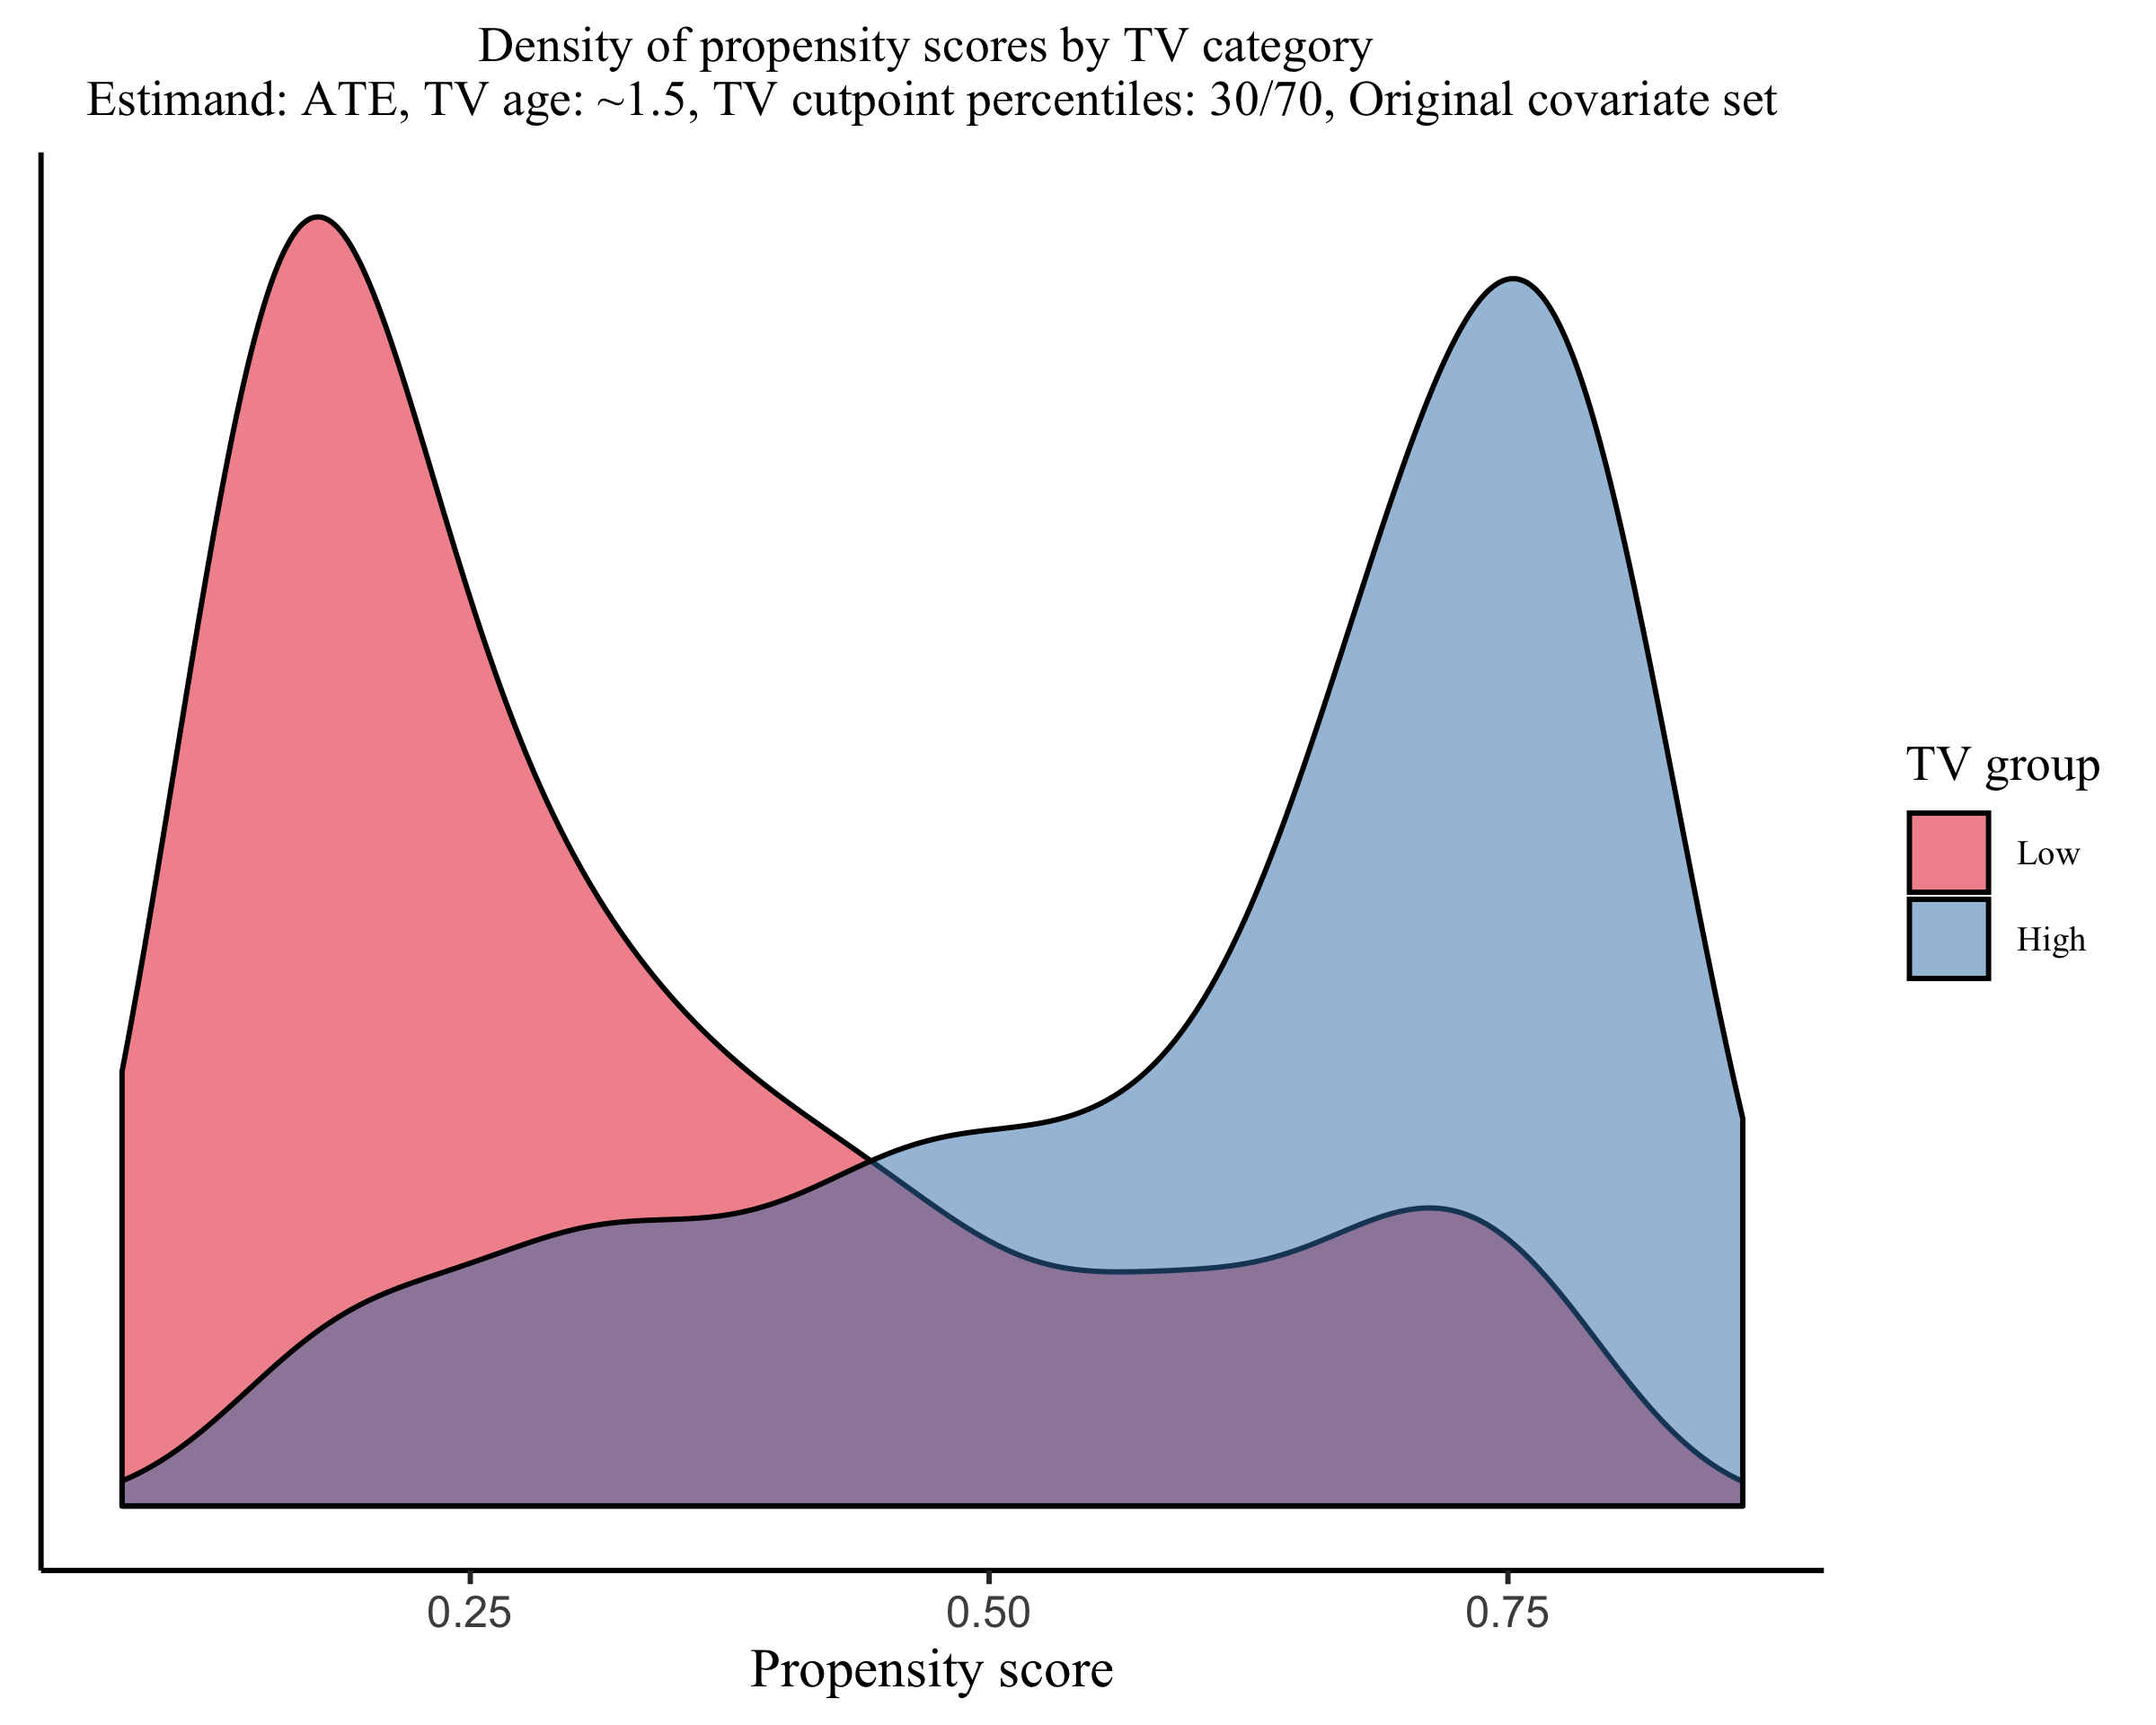 Density of propensity scores by TV category
Estimand: ATE, TV age: ~1.5, TV cutpoint percentiles: 30/70, Original covariate set
TV group
Low
High
0.25
0.50
0.75
Propensity score